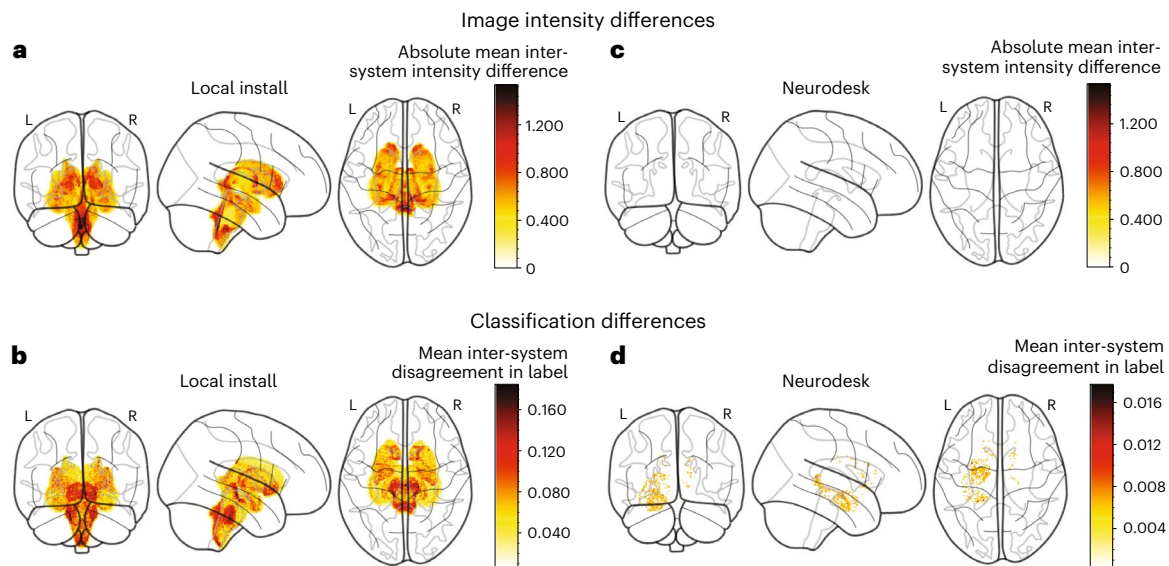 Image intensity differences
a
Absolute mean inter-
system intensity difference
Local install
L
R
L
R
1.200
0.800
0.400
0
c
Absolute mean inter-
system intensity difference
Neurodesk
L
R
L
R
1.200
0.800
0.400
0
Classification differences
b
Mean inter-system
disagreement in label
Local install
L
R
L
R
0.160
0.120
0.080
0.040
d
Mean inter-system
disagreement in label
Neurodesk
L
R
L
R
0.016
0.012
0.008
0.004